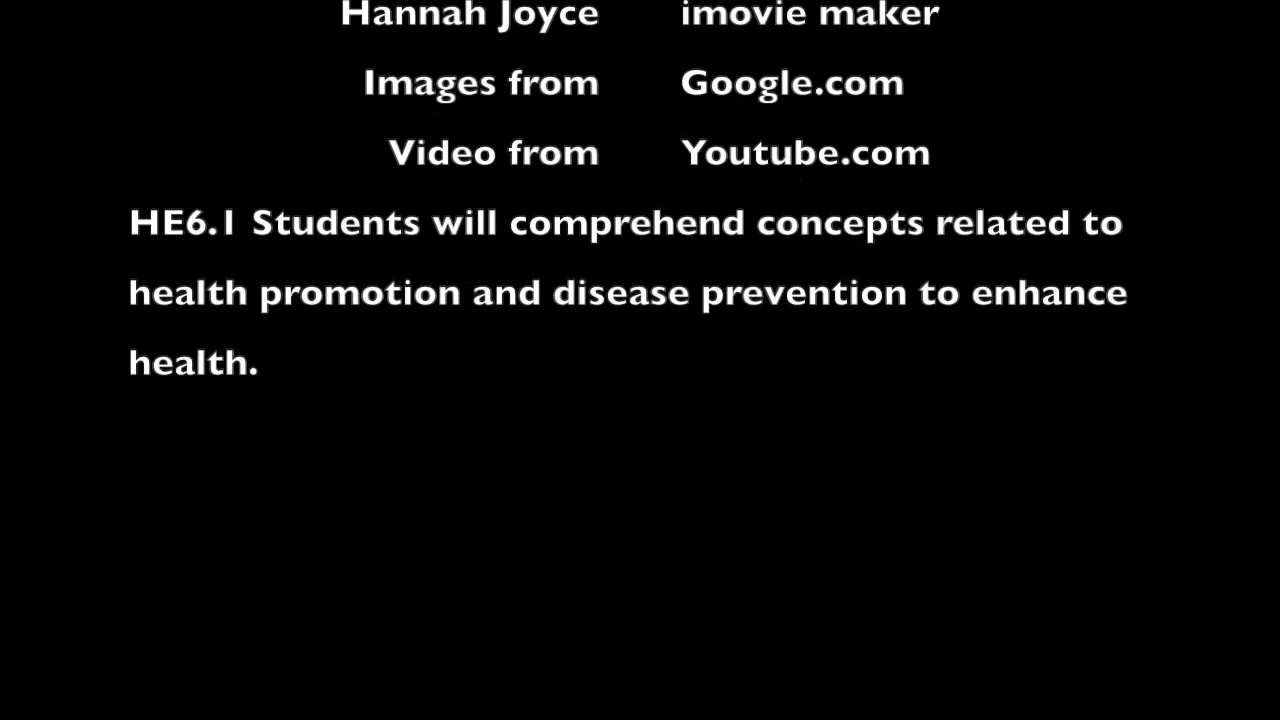 Hannah Joyce imovie maker
Images from Google.com
Video from Youtube.com
HE6.1 Students will comprehend concepts related to
health promotion and disease prevention to enhance
health.